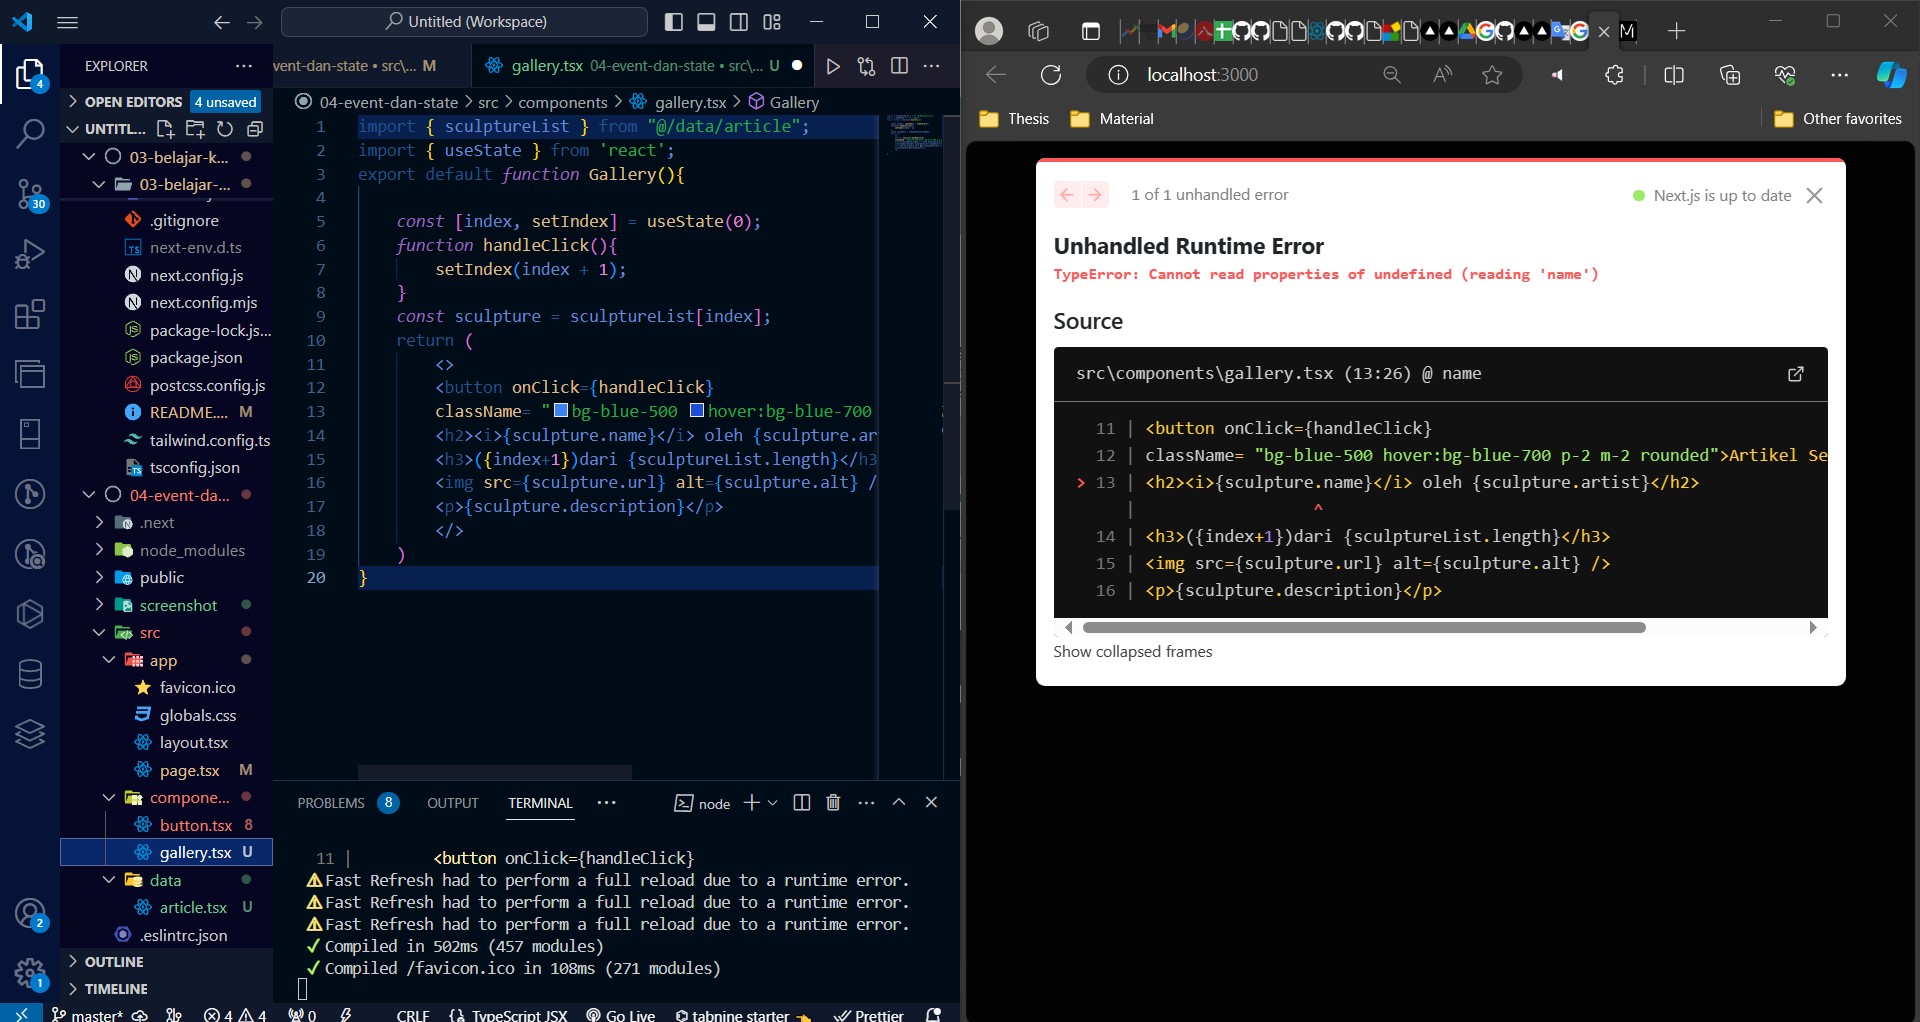 Untitled (Workspace)
EXPLORER
OPEN EDITORS 4 unsaved
UNTITL...
03-belajar-k...
03-belajar-...
.gitignore
next-env.d.ts
next.config.js
next.config.mjs
package-lock.js...
package.json
postcss.config.js
README.... M
tailwind.config.ts
tsconfig.json
04-event-da...
.next
node_modules
public
screenshot
src
app
favicon.ico
globals.css
layout.tsx
page.tsx M
compone...
button.tsx 8
gallery.tsx U
data
article.tsx U
.eslintrc.json
OUTLINE
TIMELINE
4
30
2
1
vent-dan-state • src\... M
gallery.tsx 04-event-dan-state • src\... U
04-event-dan-state > src > components > gallery.tsx > Gallery
1 import { sculptureList } from "@/data/article";
2 import { useState } from 'react';
3 export default function Gallery(){
4
5 const [index, setIndex] = useState(0);
6 function handleClick(){
7 setIndex(index + 1);
8 }
9 const sculpture = sculptureList[index];
10 return (
11 <>
12 <button onClick={handleClick}
13 className= "bg-blue-500 hover:bg-blue-700
14 <h2><i>{sculpture.name}</i> oleh {sculpture.ar
15 <h3>({index+1})dari {sculptureList.length}</h3
16 <img src={sculpture.url} alt={sculpture.alt} /
17 <p>{sculpture.description}</p>
18 </>
19 )
20 }
PROBLEMS 8 OUTPUT TERMINAL ... node
11 | <button onClick={handleClick}
⚠Fast Refresh had to perform a full reload due to a runtime error.
⚠Fast Refresh had to perform a full reload due to a runtime error.
⚠Fast Refresh had to perform a full reload due to a runtime error.
✓Compiled in 502ms (457 modules)
✓Compiled /favicon.ico in 108ms (271 modules)
master* 4 4 0 CRLF {} TypeScript JSX Go Live tabnine starter Prettier
localhost:3000
Thesis Material Other favorites
1 of 1 unhandled error Next.js is up to date
Unhandled Runtime Error
TypeError: Cannot read properties of undefined (reading 'name')
Source
src\components\gallery.tsx (13:26) @ name
11 | <button onClick={handleClick}
12 | className= "bg-blue-500 hover:bg-blue-700 p-2 m-2 rounded">Artikel Se
> 13 | <h2><i>{sculpture.name}</i> oleh {sculpture.artist}</h2>
| ^
14 | <h3>({index+1})dari {sculptureList.length}</h3>
15 | <img src={sculpture.url} alt={sculpture.alt} />
16 | <p>{sculpture.description}</p>
Show collapsed frames